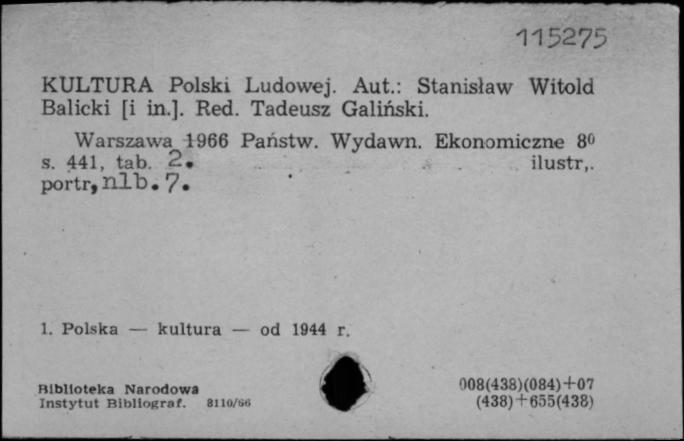 115275
KULTURA Polski Ludowej. Aut.: Stanisław Witold
Balicki [i in.]. Red. Tadeusz Galiński.
Warszawa 1966 Państw. Wydawn. Ekonomiczne 8⁰
s. 441, tab. 2. ilustr,.
portr, nlb. 7.
1. Polska — kultura — od 1944 r.
Biblioteka Narodowa
Instytut Bibliograf. 8110/66
008(438)(084)+07
(438)+655(438)